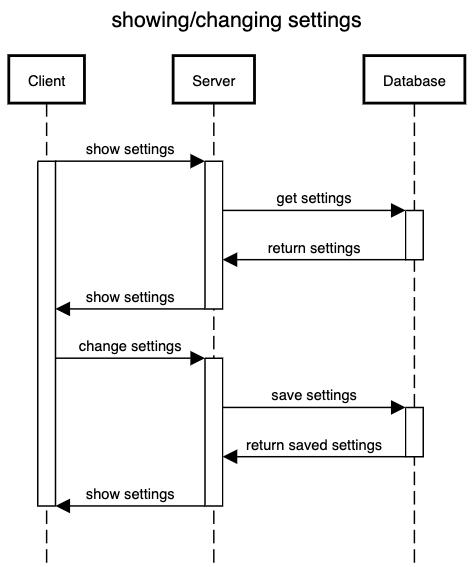 showing/changing settings
Client
Server
Database
show settings
get settings
return settings
show settings
change settings
save settings
return saved settings
show settings